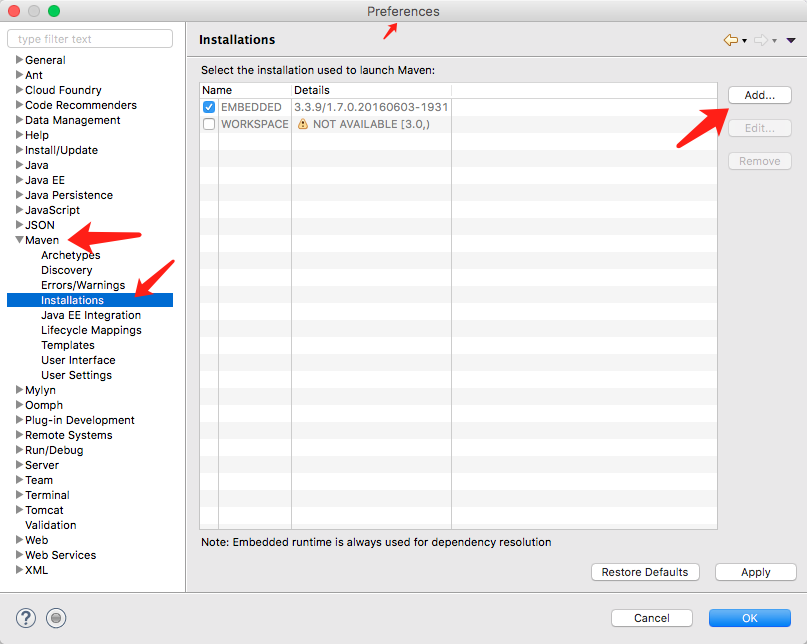 Preferences
type filter text
General
Ant
Cloud Foundry
Code Recommenders
Data Management
Help
Install/Update
Java
Java EE
Java Persistence
JavaScript
JSON
Maven
Archetypes
Discovery
Errors/Warnings
Installations
Java EE Integration
Lifecycle Mappings
Templates
User Interface
User Settings
Mylyn
Oomph
Plug-in Development
Remote Systems
Run/Debug
Server
Team
Terminal
Tomcat
Validation
Web
Web Services
XML
Installations
Select the installation used to launch Maven:
Name Details
EMBEDDED 3.3.9/1.7.0.20160603-1931
WORKSPACE NOT AVAILABLE [3.0,)
Add...
Edit...
Remove
Note: Embedded runtime is always used for dependency resolution
Restore Defaults Apply
? Cancel OK